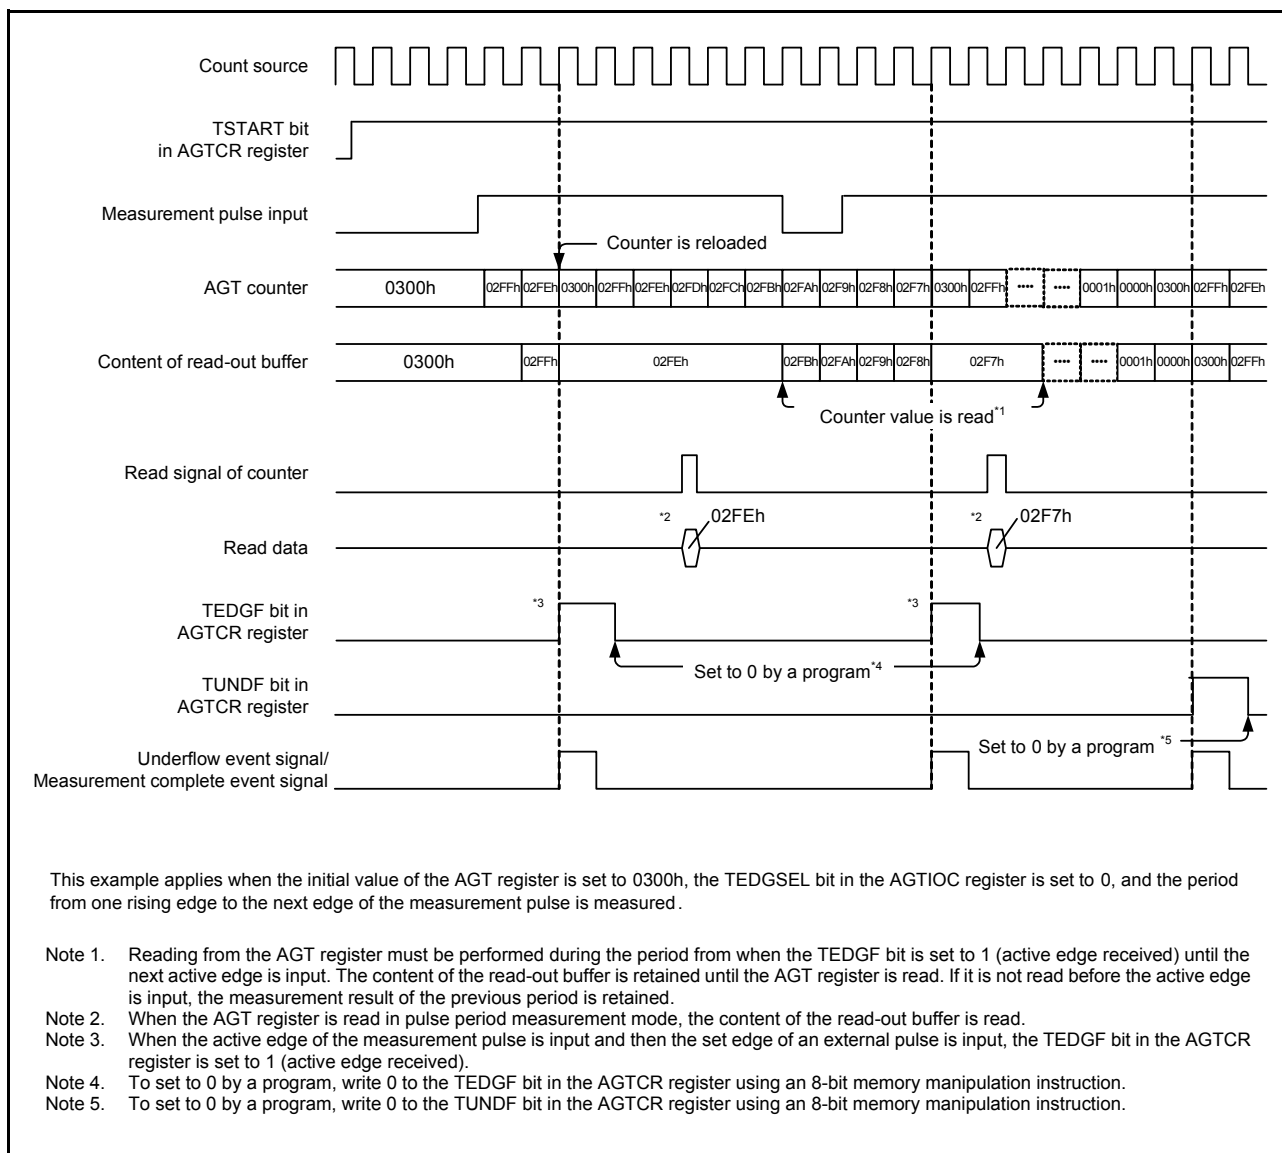 Count source
TSTART bit
in AGTCR register
Measurement pulse input
Counter is reloaded
AGT counter
0300h 02FFh 02FEh 0300h 02FFh 02FEh 02FDh 02FCh 02FBh 02FAh 02F9h 02F8h 02F7h 0300h 02FFh •••• •••• 0001h 0000h 0300h 02FFh 02FEh
Content of read-out buffer
0300h 02FFh 02FEh 02FBh 02FAh 02F9h 02F8h 02F7h •••• •••• 0001h 0000h 0300h 02FFh
Counter value is read*1
Read signal of counter
*2 02FEh *2 02F7h
Read data
TEDGF bit in
AGTCR register
*3 *3
Set to 0 by a program*4
TUNDF bit in
AGTCR register
Set to 0 by a program *5
Underflow event signal/
Measurement complete event signal
This example applies when the initial value of the AGT register is set to 0300h, the TEDGSEL bit in the AGTIOC register is set to 0, and the period
from one rising edge to the next edge of the measurement pulse is measured.
Note 1. Reading from the AGT register must be performed during the period from when the TEDGF bit is set to 1 (active edge received) until the
next active edge is input. The content of the read-out buffer is retained until the AGT register is read. If it is not read before the active edge
is input, the measurement result of the previous period is retained.
Note 2. When the AGT register is read in pulse period measurement mode, the content of the read-out buffer is read.
Note 3. When the active edge of the measurement pulse is input and then the set edge of an external pulse is input, the TEDGF bit in the AGTCR
register is set to 1 (active edge received).
Note 4. To set to 0 by a program, write 0 to the TEDGF bit in the AGTCR register using an 8-bit memory manipulation instruction.
Note 5. To set to 0 by a program, write 0 to the TUNDF bit in the AGTCR register using an 8-bit memory manipulation instruction.